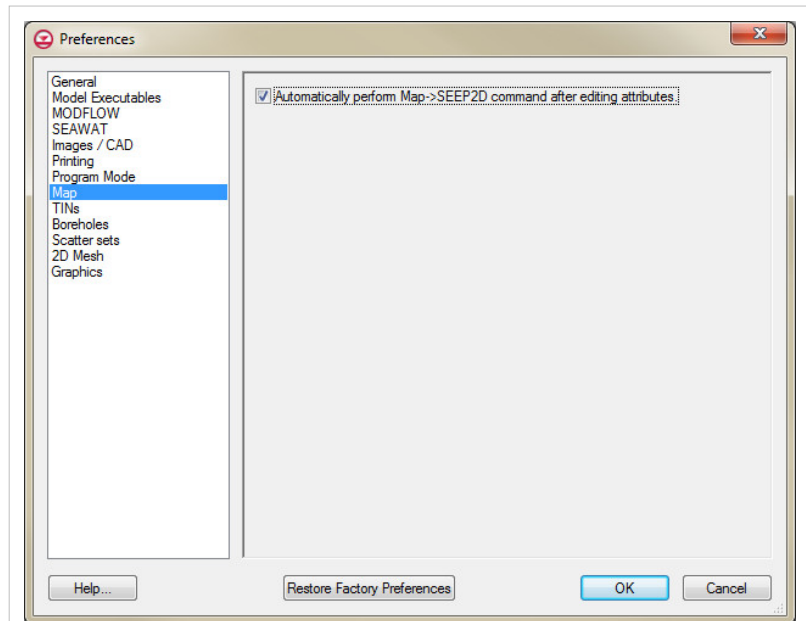 Preferences
General
Model Executables
MODFLOW
SEAWAT
Images / CAD
Printing
Program Mode
Map
TINs
Boreholes
Scatter sets
2D Mesh
Graphics
Automatically perform Map->SEEP2D command after editing attributes.
Help...
Restore Factory Preferences
OK
Cancel